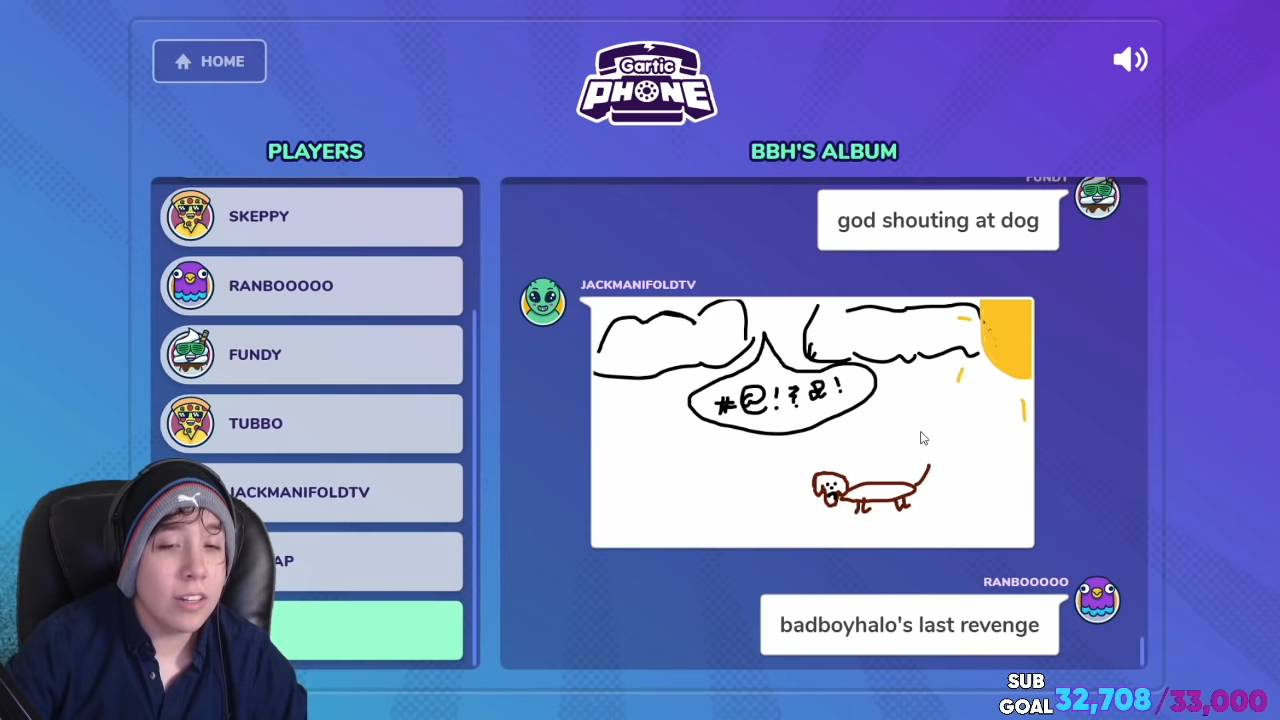 HOME
Gartic
PHONE
PLAYERS
BBH'S ALBUM
SKEPPY
RANBOOOOO
FUNDY
TUBBO
JACKMANIFOLDTV
AP
FUNDY
god shouting at dog
JACKMANIFOLDTV
#@!?&!
RANBOOOOO
badboyhalo's last revenge
SUB
GOAL 32,708/33,000